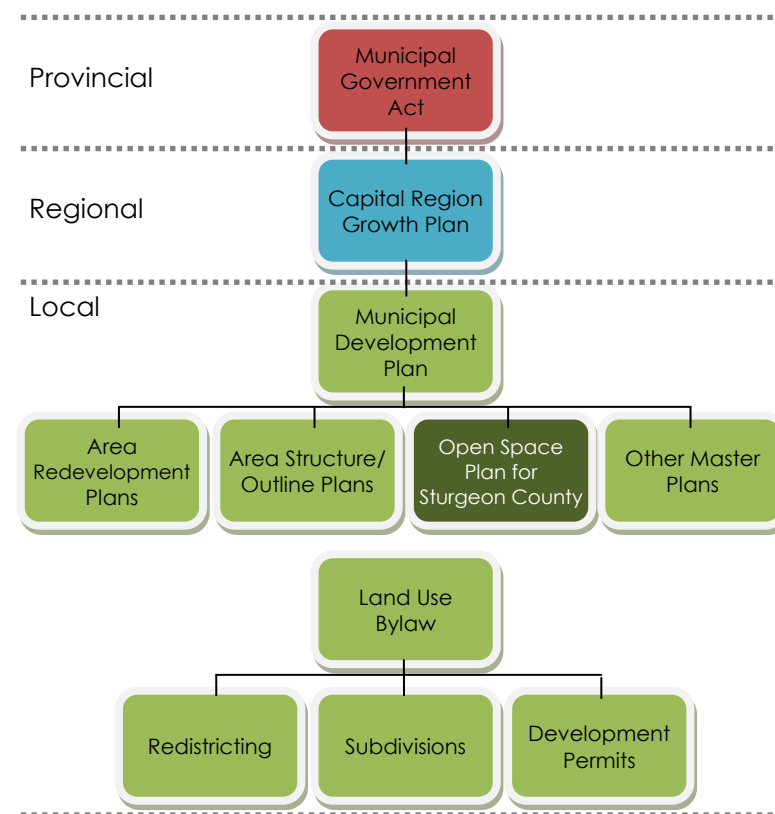 Provincial
Municipal
Government
Act
Regional
Capital Region
Growth Plan
Local
Municipal
Development
Plan
Area
Redevelopment
Plans
Area Structure/
Outline Plans
Open Space
Plan for
Sturgeon County
Other Master
Plans
Land Use
Bylaw
Redistricting
Subdivisions
Development
Permits